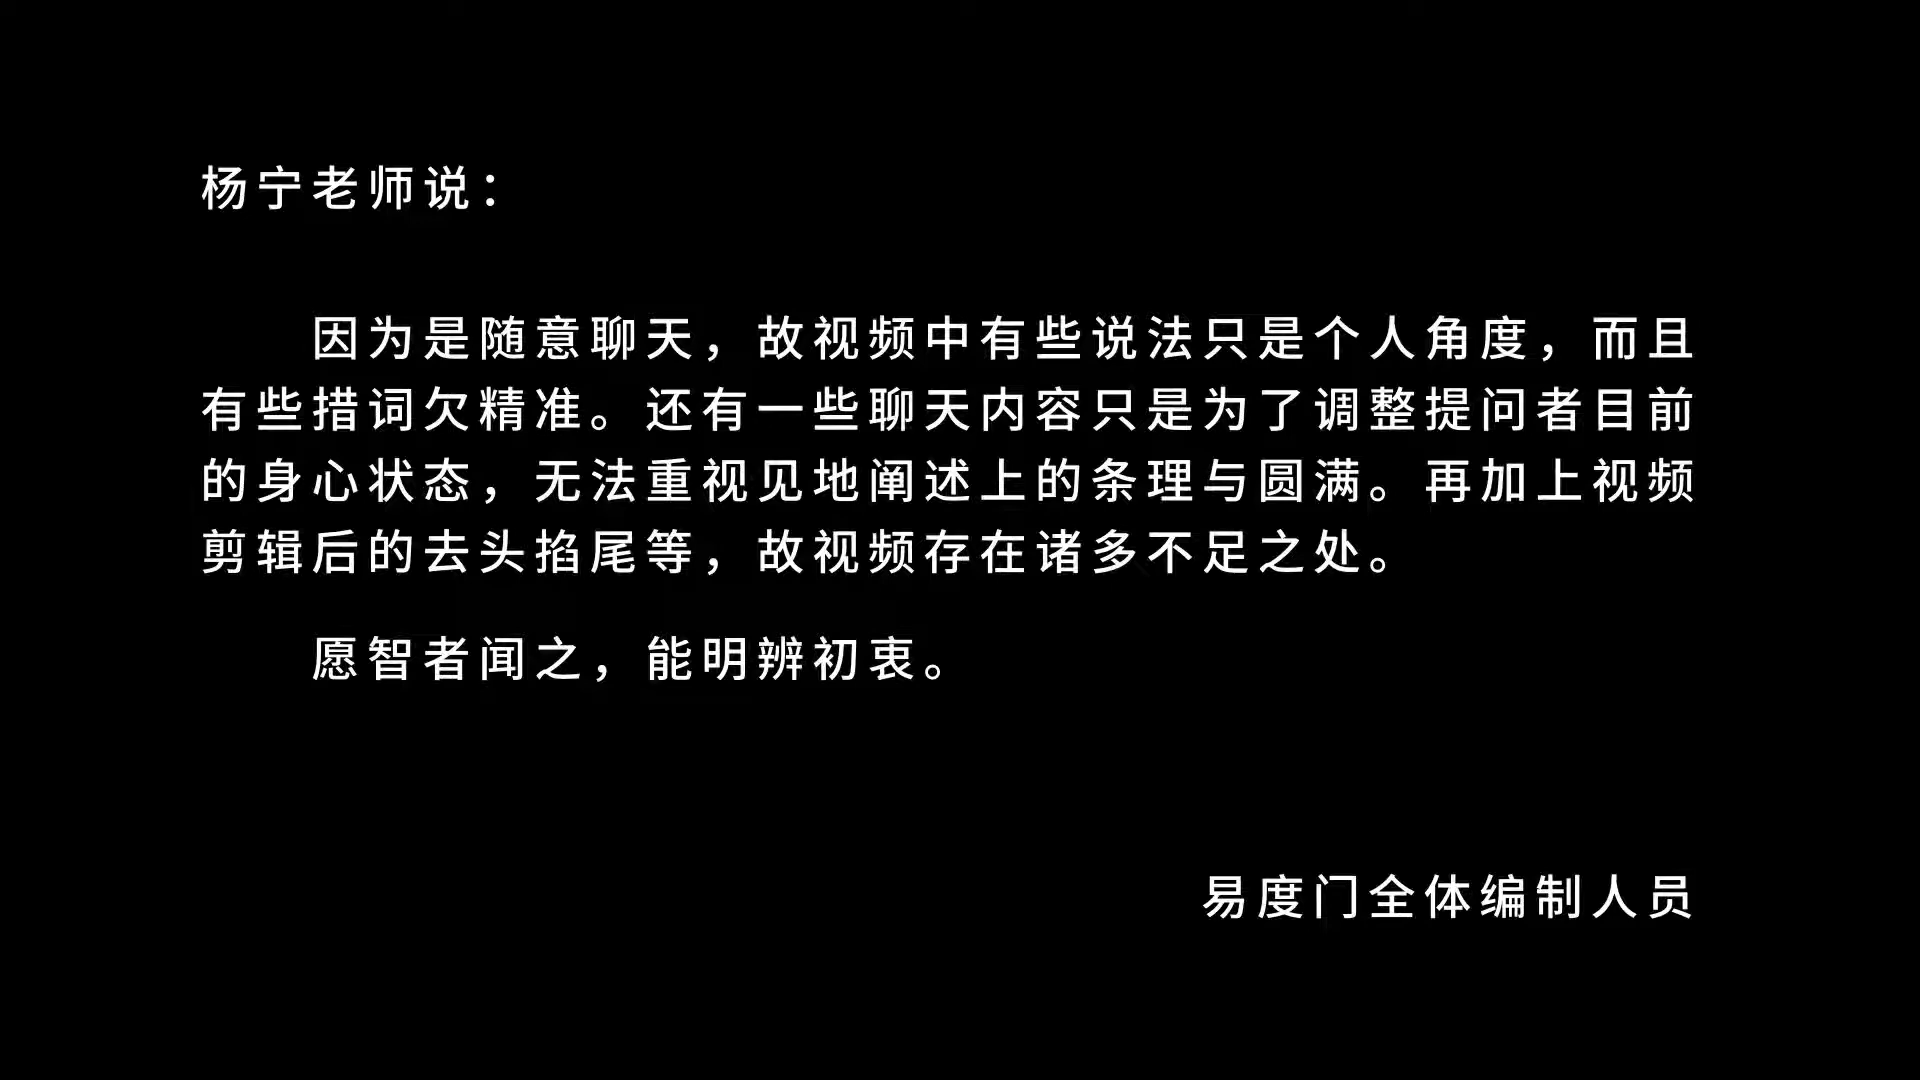 杨宁老师说：
因为是随意聊天，故视频中有些说法只是个人角度，而且
有些措词欠精准。还有一些聊天内容只是为了调整提问者目前
的身心状态，无法重视见地阐述上的条理与圆满。再加上视频
剪辑后的去头掐尾等，故视频存在诸多不足之处。
愿智者闻之，能明辨初衷。
易度门全体编制人员